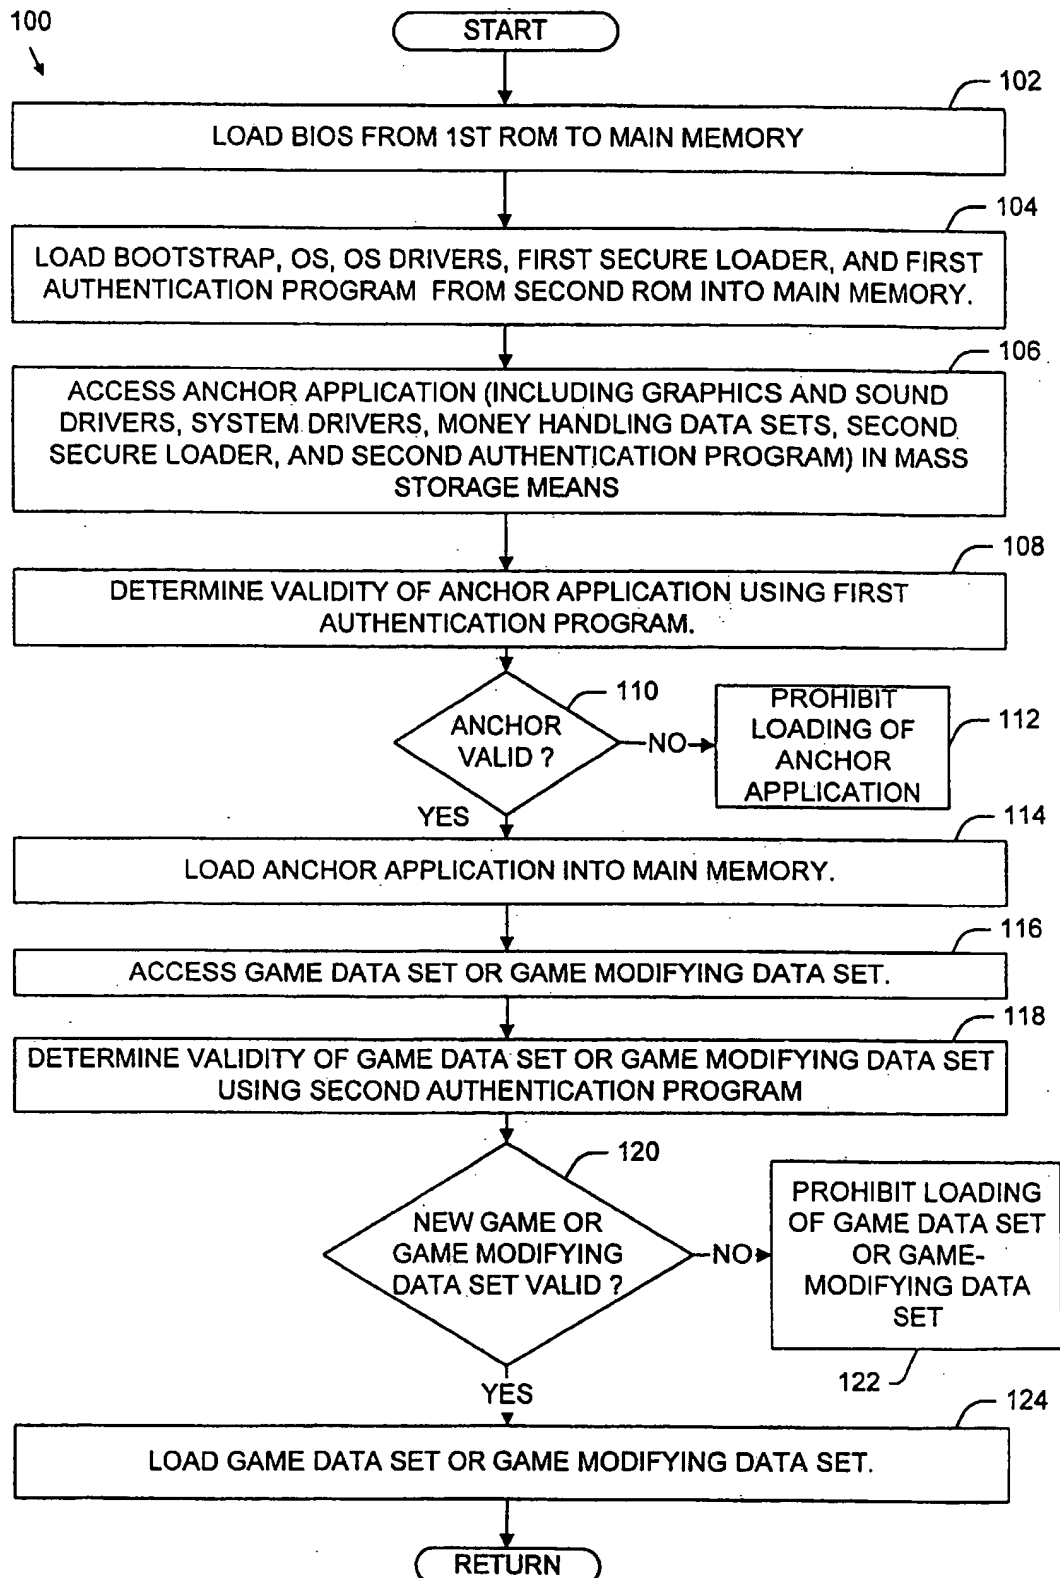 100
START
102
LOAD BIOS FROM 1ST ROM TO MAIN MEMORY
104
LOAD BOOTSTRAP, OS, OS DRIVERS, FIRST SECURE LOADER, AND FIRST
AUTHENTICATION PROGRAM FROM SECOND ROM INTO MAIN MEMORY.
106
ACCESS ANCHOR APPLICATION (INCLUDING GRAPHICS AND SOUND
DRIVERS, SYSTEM DRIVERS, MONEY HANDLING DATA SETS, SECOND
SECURE LOADER, AND SECOND AUTHENTICATION PROGRAM) IN MASS
STORAGE MEANS
108
DETERMINE VALIDITY OF ANCHOR APPLICATION USING FIRST
AUTHENTICATION PROGRAM.
110
ANCHOR
VALID ?
NO
PROHIBIT
LOADING OF
ANCHOR
APPLICATION
112
YES
114
LOAD ANCHOR APPLICATION INTO MAIN MEMORY.
116
ACCESS GAME DATA SET OR GAME MODIFYING DATA SET.
118
DETERMINE VALIDITY OF GAME DATA SET OR GAME MODIFYING DATA SET
USING SECOND AUTHENTICATION PROGRAM
120
NEW GAME OR
GAME MODIFYING
DATA SET VALID ?
NO
PROHIBIT LOADING
OF GAME DATA SET
OR GAME-
MODIFYING DATA
SET
122
YES
124
LOAD GAME DATA SET OR GAME MODIFYING DATA SET.
RETURN